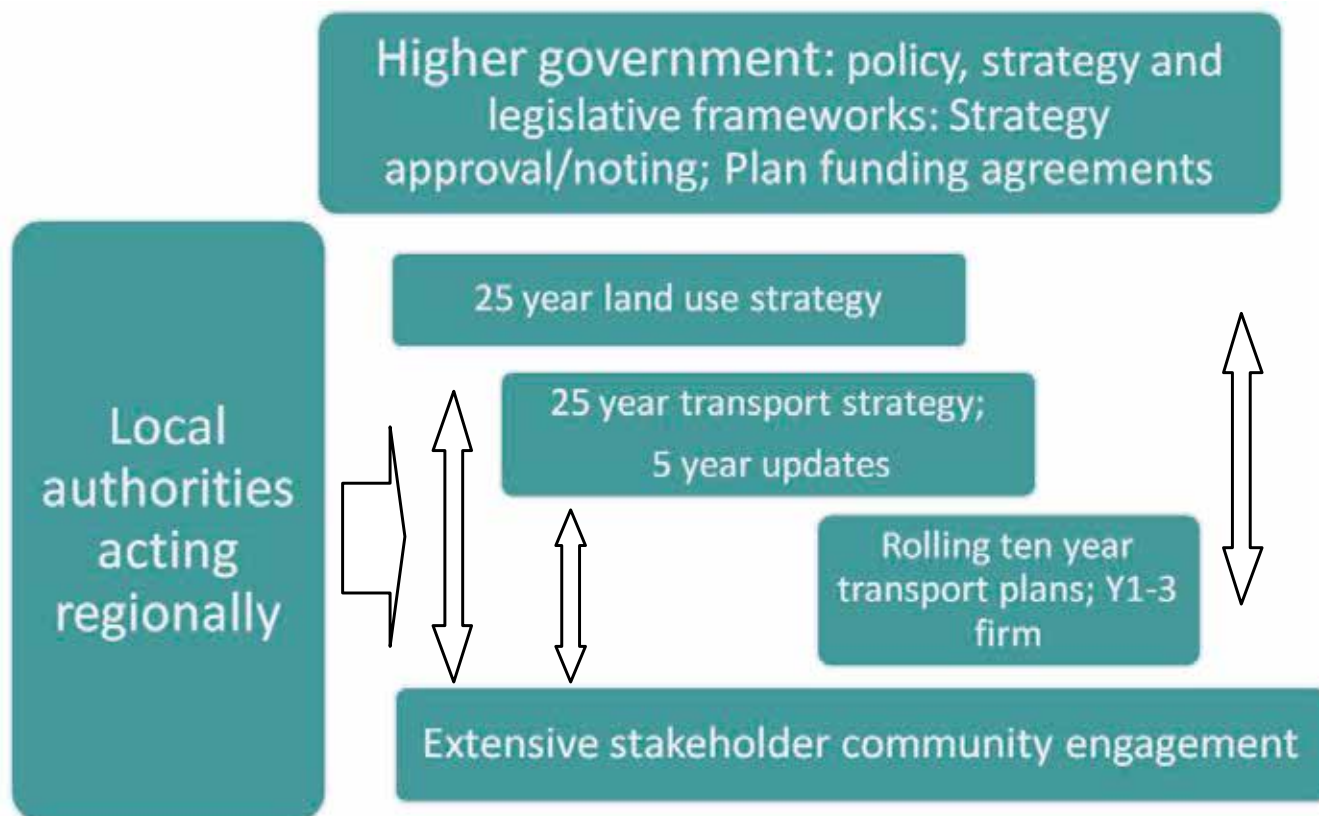 Higher government: policy, strategy and
legislative frameworks: Strategy
approval/noting; Plan funding agreements
Local
authorities
acting
regionally
25 year land use strategy
25 year transport strategy;
5 year updates
Rolling ten year
transport plans; Y1-3
firm
Extensive stakeholder community engagement